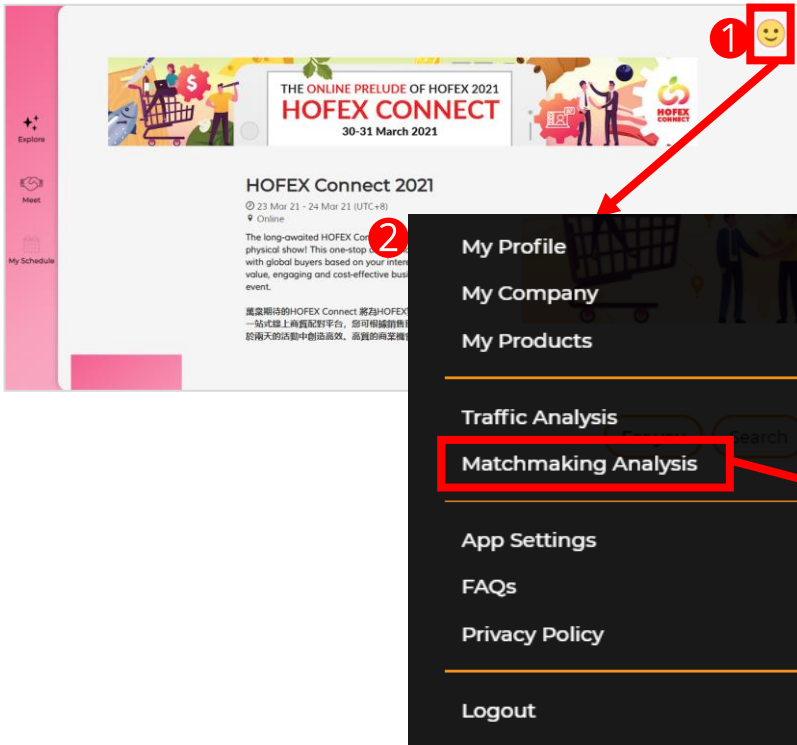 1
THE ONLINE PRELUDE OF HOFEX 2021
HOFEX CONNECT
30-31 March 2021
HOFEX
CONNECT
Explore
Meet
My Schedule
HOFEX Connect 2021
23 Mar 21 - 24 Mar 21 (UTC+8)
Online
The long-awaited HOFEX Con
physical show! This one-stop o
with global buyers based on your intere
value, engaging and cost-effective busi
event.
萬眾期待的HOFEX Connect 將為HOFEX
一站式線上商貿配對平台，您可根據銷售
於兩天的活動中創造高效、高質的商業機
2
My Profile
My Company
My Products
Traffic Analysis
Search
Matchmaking Analysis
App Settings
FAQs
Privacy Policy
Logout